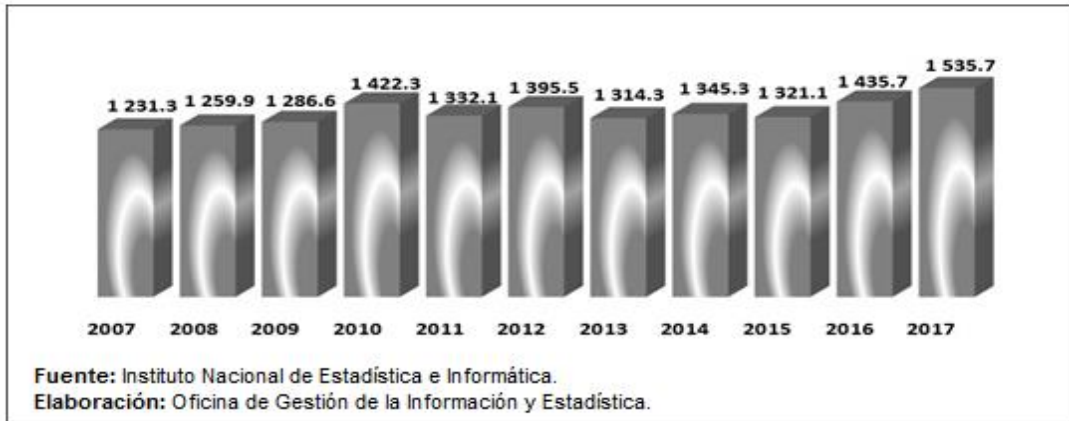 1 231.3 1 259.9 1 286.6 1 422.3 1 332.1 1 395.5 1 314.3 1 345.3 1 321.1 1 435.7 1 535.7
2007 2008 2009 2010 2011 2012 2013 2014 2015 2016 2017
Fuente: Instituto Nacional de Estadística e Informática.
Elaboración: Oficina de Gestión de la Información y Estadística.